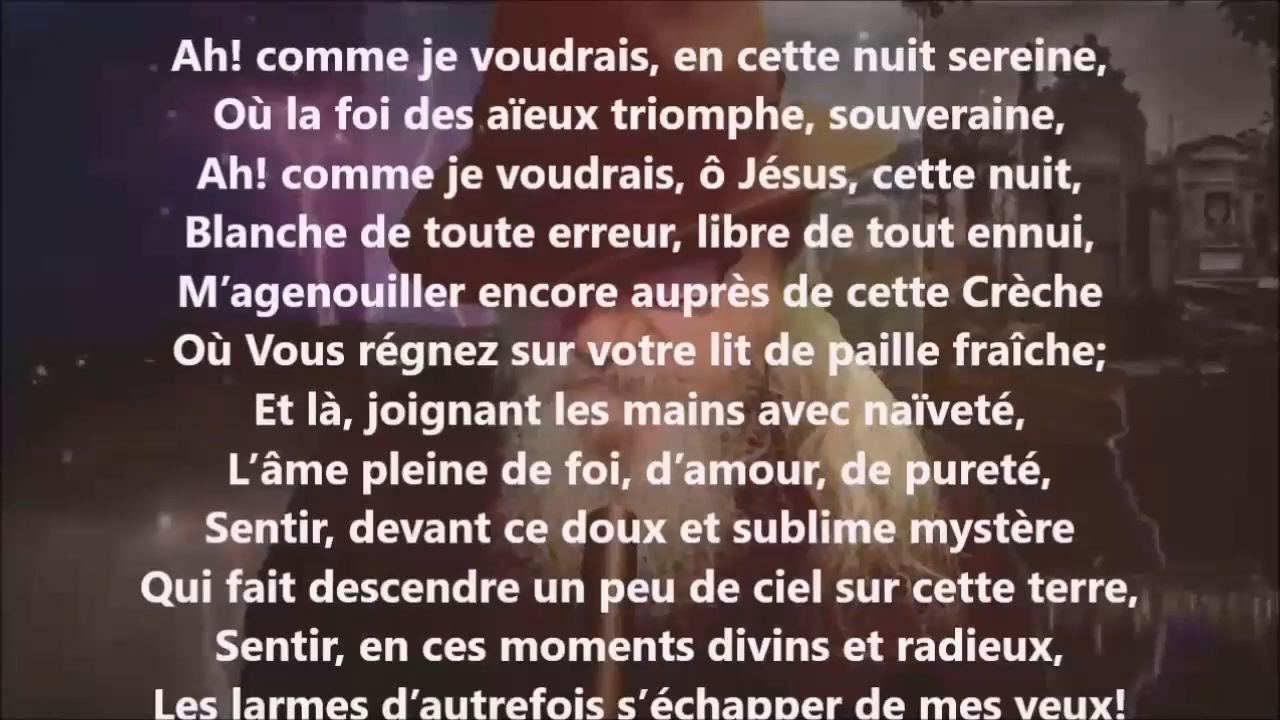 Ah! comme je voudrais, en cette nuit sereine,
Où la foi des aïeux triomphe, souveraine,
Ah! comme je voudrais, ô Jésus, cette nuit,
Blanche de toute erreur, libre de tout ennui,
M’agenouiller encore auprès de cette Crèche
Où Vous régnez sur votre lit de paille fraîche;
Et là, joignant les mains avec naïveté,
L’âme pleine de foi, d’amour, de pureté,
Sentir, devant ce doux et sublime mystère
Qui fait descendre un peu de ciel sur cette terre,
Sentir, en ces moments divins et radieux,
Les larmes d’autrefois s’échapper de mes yeux!